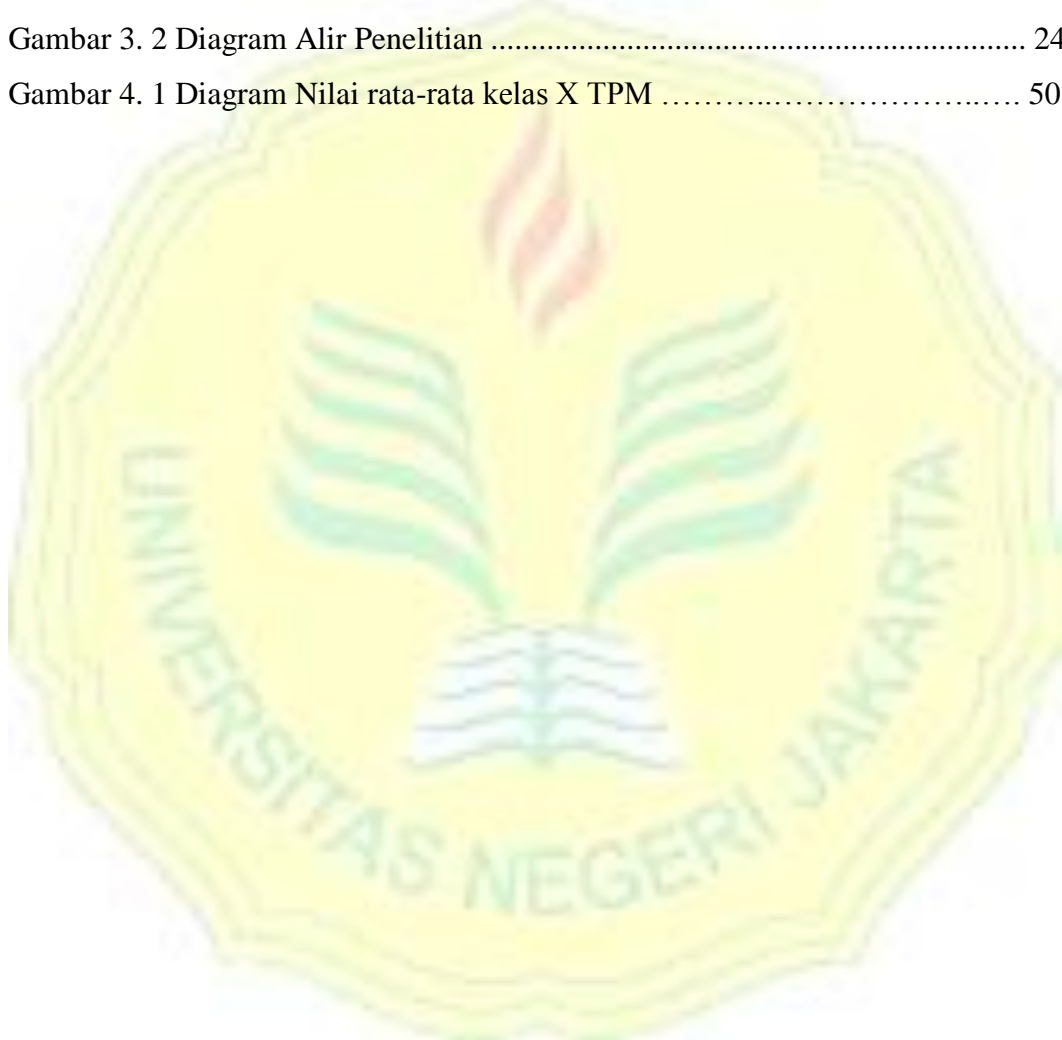 Gambar 3. 2 Diagram Alir Penelitian .................................................................... 24
Gambar 4. 1 Diagram Nilai rata-rata kelas X TPM ………...………………...…. 50
UNIVERSITAS NEGERI JAKARTA